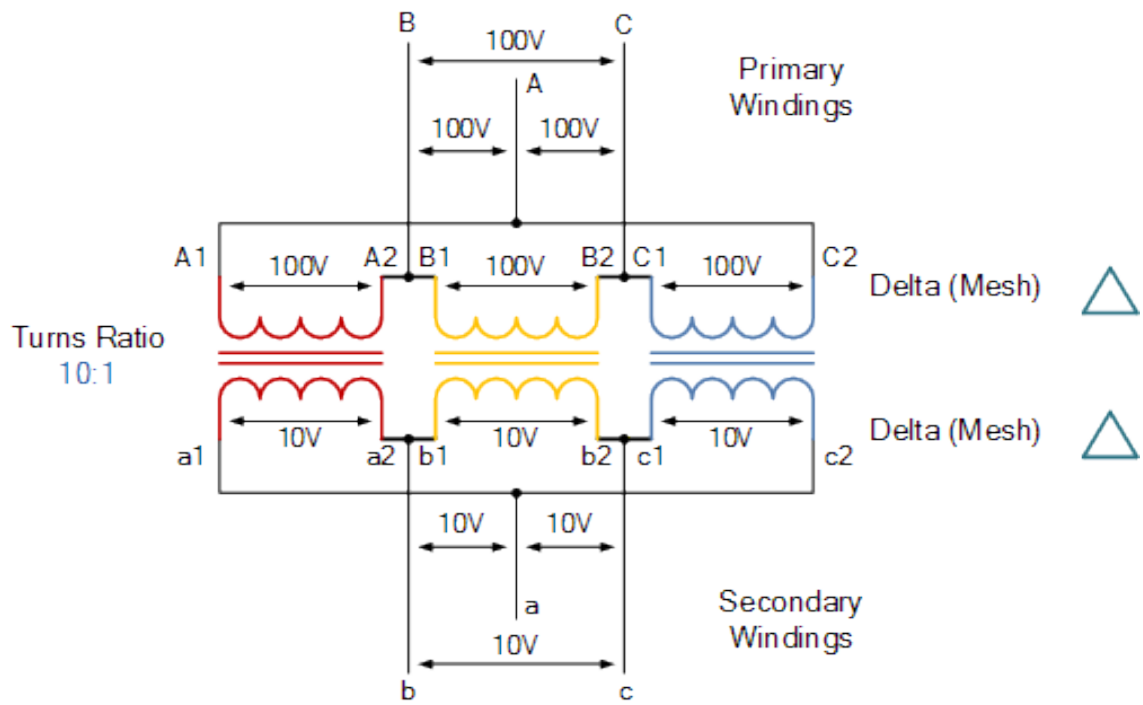 B
C
100V
Primary
Windings
A
100V
100V
A1
A2
B1
B2
C1
C2
100V
100V
100V
Delta (Mesh)
Turns Ratio
10:1
10V
10V
10V
Delta (Mesh)
a1
a2
b1
b2
c1
c2
10V
10V
a
Secondary
Windings
10V
b
c